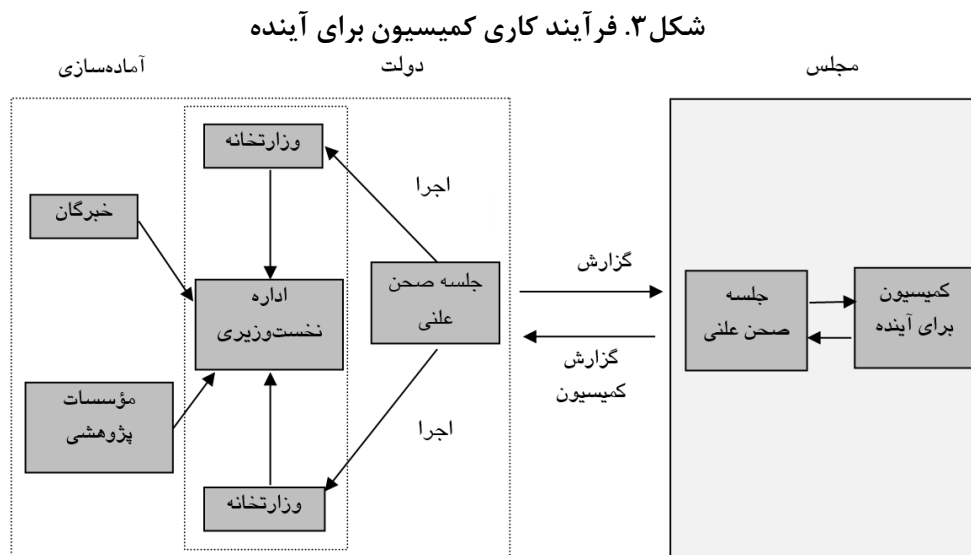 شکل۳. فرآیند کاری کمیسیون برای آینده
مجلس
دولت
آماده‌سازی
کمیسیون
برای آینده
جلسه
صحن علنی
گزارش
گزارش
کمیسیون
اجرا
جلسه صحن
علنی
اجرا
وزارتخانه
اداره
نخست‌وزیری
وزارتخانه
خبرگان
مؤسسات
پژوهشی